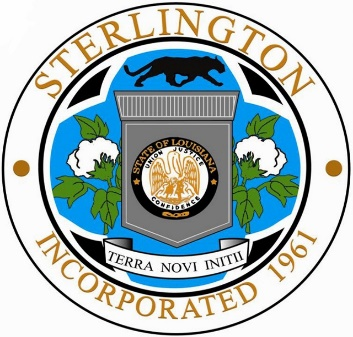 STERLINGTON
STATE OF LOUISIANA
UNION JUSTICE
CONFIDENCE
TERRA NOVI INITII
INCORPORATED 1961